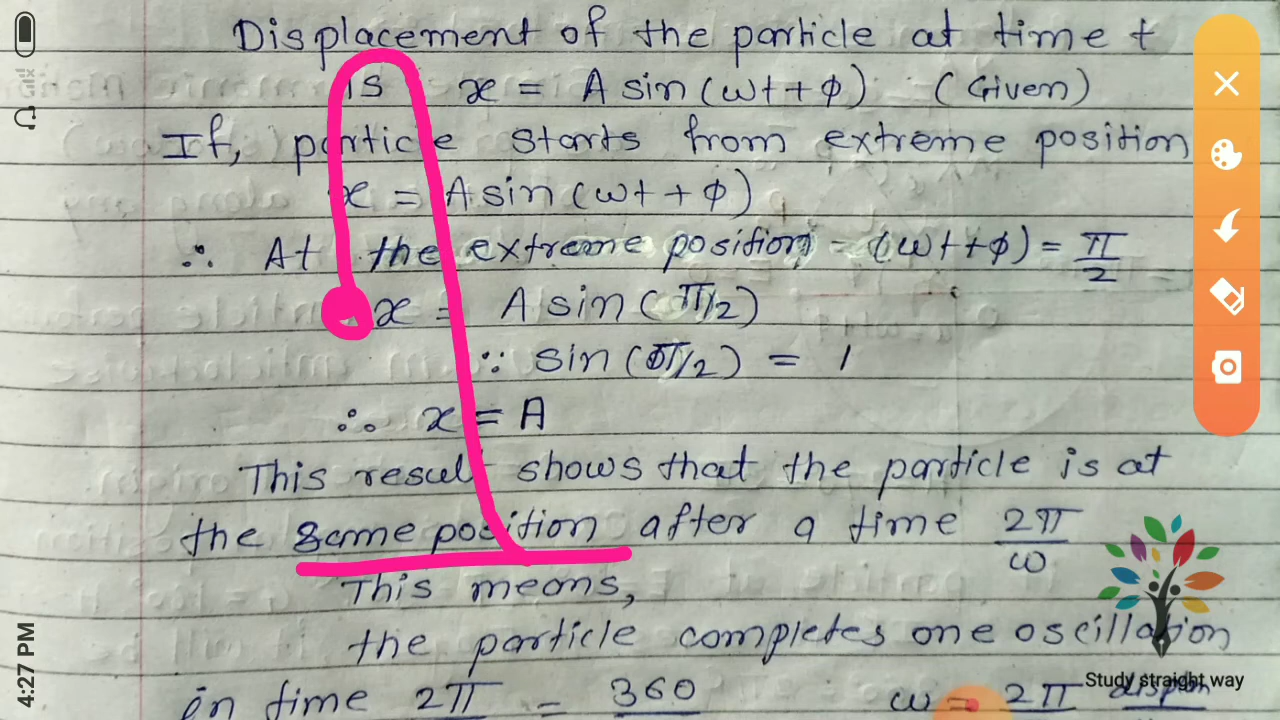 Displacement of the particle at time t
is x = A sin (ωt + φ) (Given)
If, particle starts from extreme position
x = A sin (ωt + φ)
∴ At the extreme position - (ωt + φ) = π/2
x = A sin (π/2)
∵ sin (π/2) = 1
∴ x = A
This result shows that the particle is at
the same position after a time 2π/ω
This means,
the particle completes one oscillation
in time 2π = 360 ω = 2π
Study straight way
4:27 PM